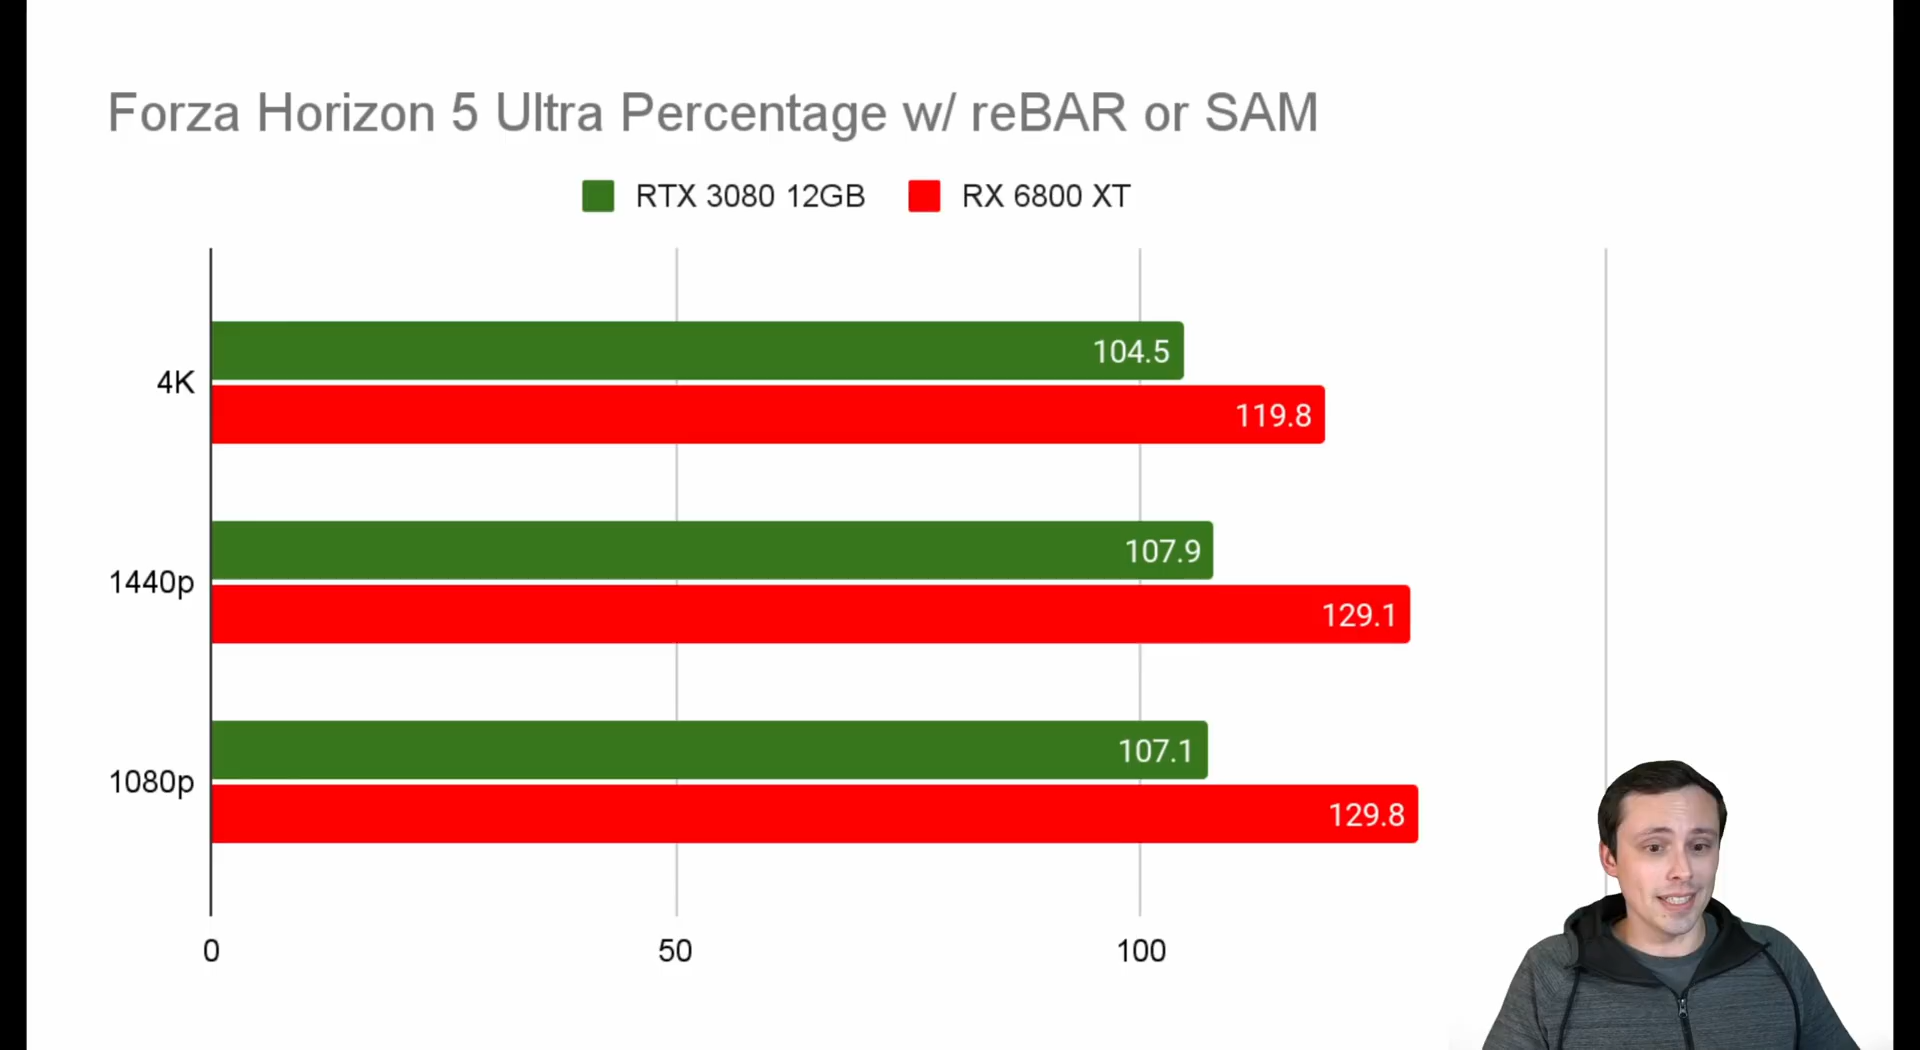 Forza Horizon 5 Ultra Percentage w/ reBAR or SAM
RTX 3080 12GB RX 6800 XT
104.5
4K
119.8
107.9
1440p
129.1
107.1
1080p
129.8
0 50 100